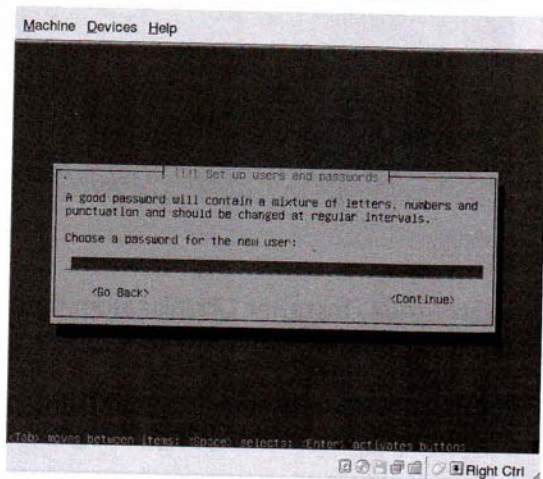 Machine Devices Help
[!!] Set up users and passwords
A good password will contain a mixture of letters, numbers and
punctuation and should be changed at regular intervals.
Choose a password for the new user:
<Go Back>
<Continue>
<Tab> moves between items; <Space> selects; <Enter> activates buttons
Right Ctrl